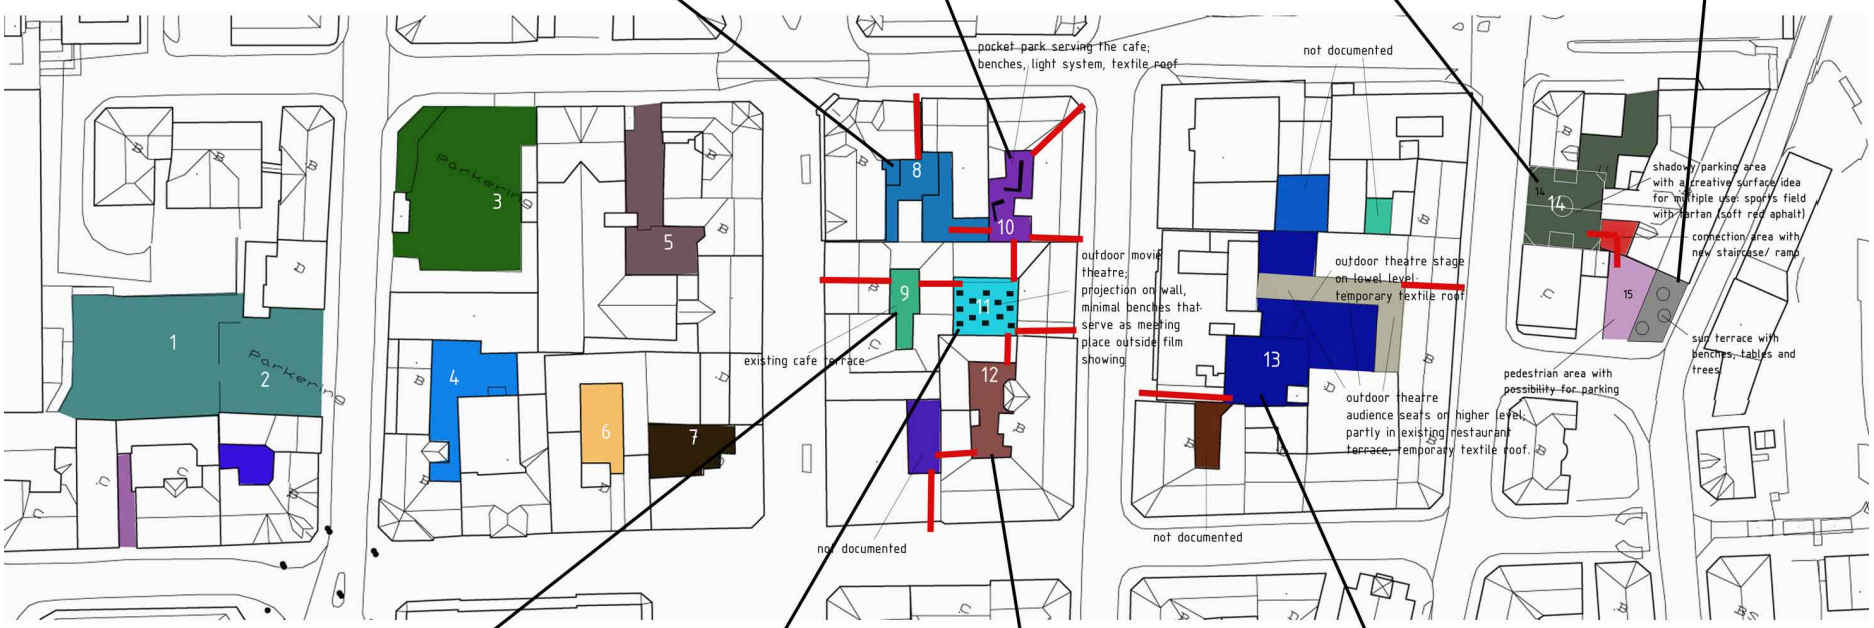 pocket park serving the cafe;
benches, light system, textile roof
not documented
Parkering
3
5
8
10
14
14
shadowy parking area
with a creative surface idea
for multiple use: sports field
with tartan (soft red aphalt)
connection area with
new staircase/ ramp
outdoor movie
theatre;
projection on wall,
minimal benches that
serve as meeting
place outside film
showing
outdoor theatre stage
on lowel level;
temporary textile roof
9
11
15
1
2
Parkering
existing cafe terrace
4
6
7
12
13
sun terrace with
benches, tables and
trees
pedestrian area with
possibility for parking
outdoor theatre
audience seats on higher level;
partly in existing restaurant
terrace, temporary textile roof.
not documented
not documented
B
B
B
D
C
C
B
B
B
B
B
D
D
B
B
C
B
C
B
B
D
B
B
B
C
B
B
D
B